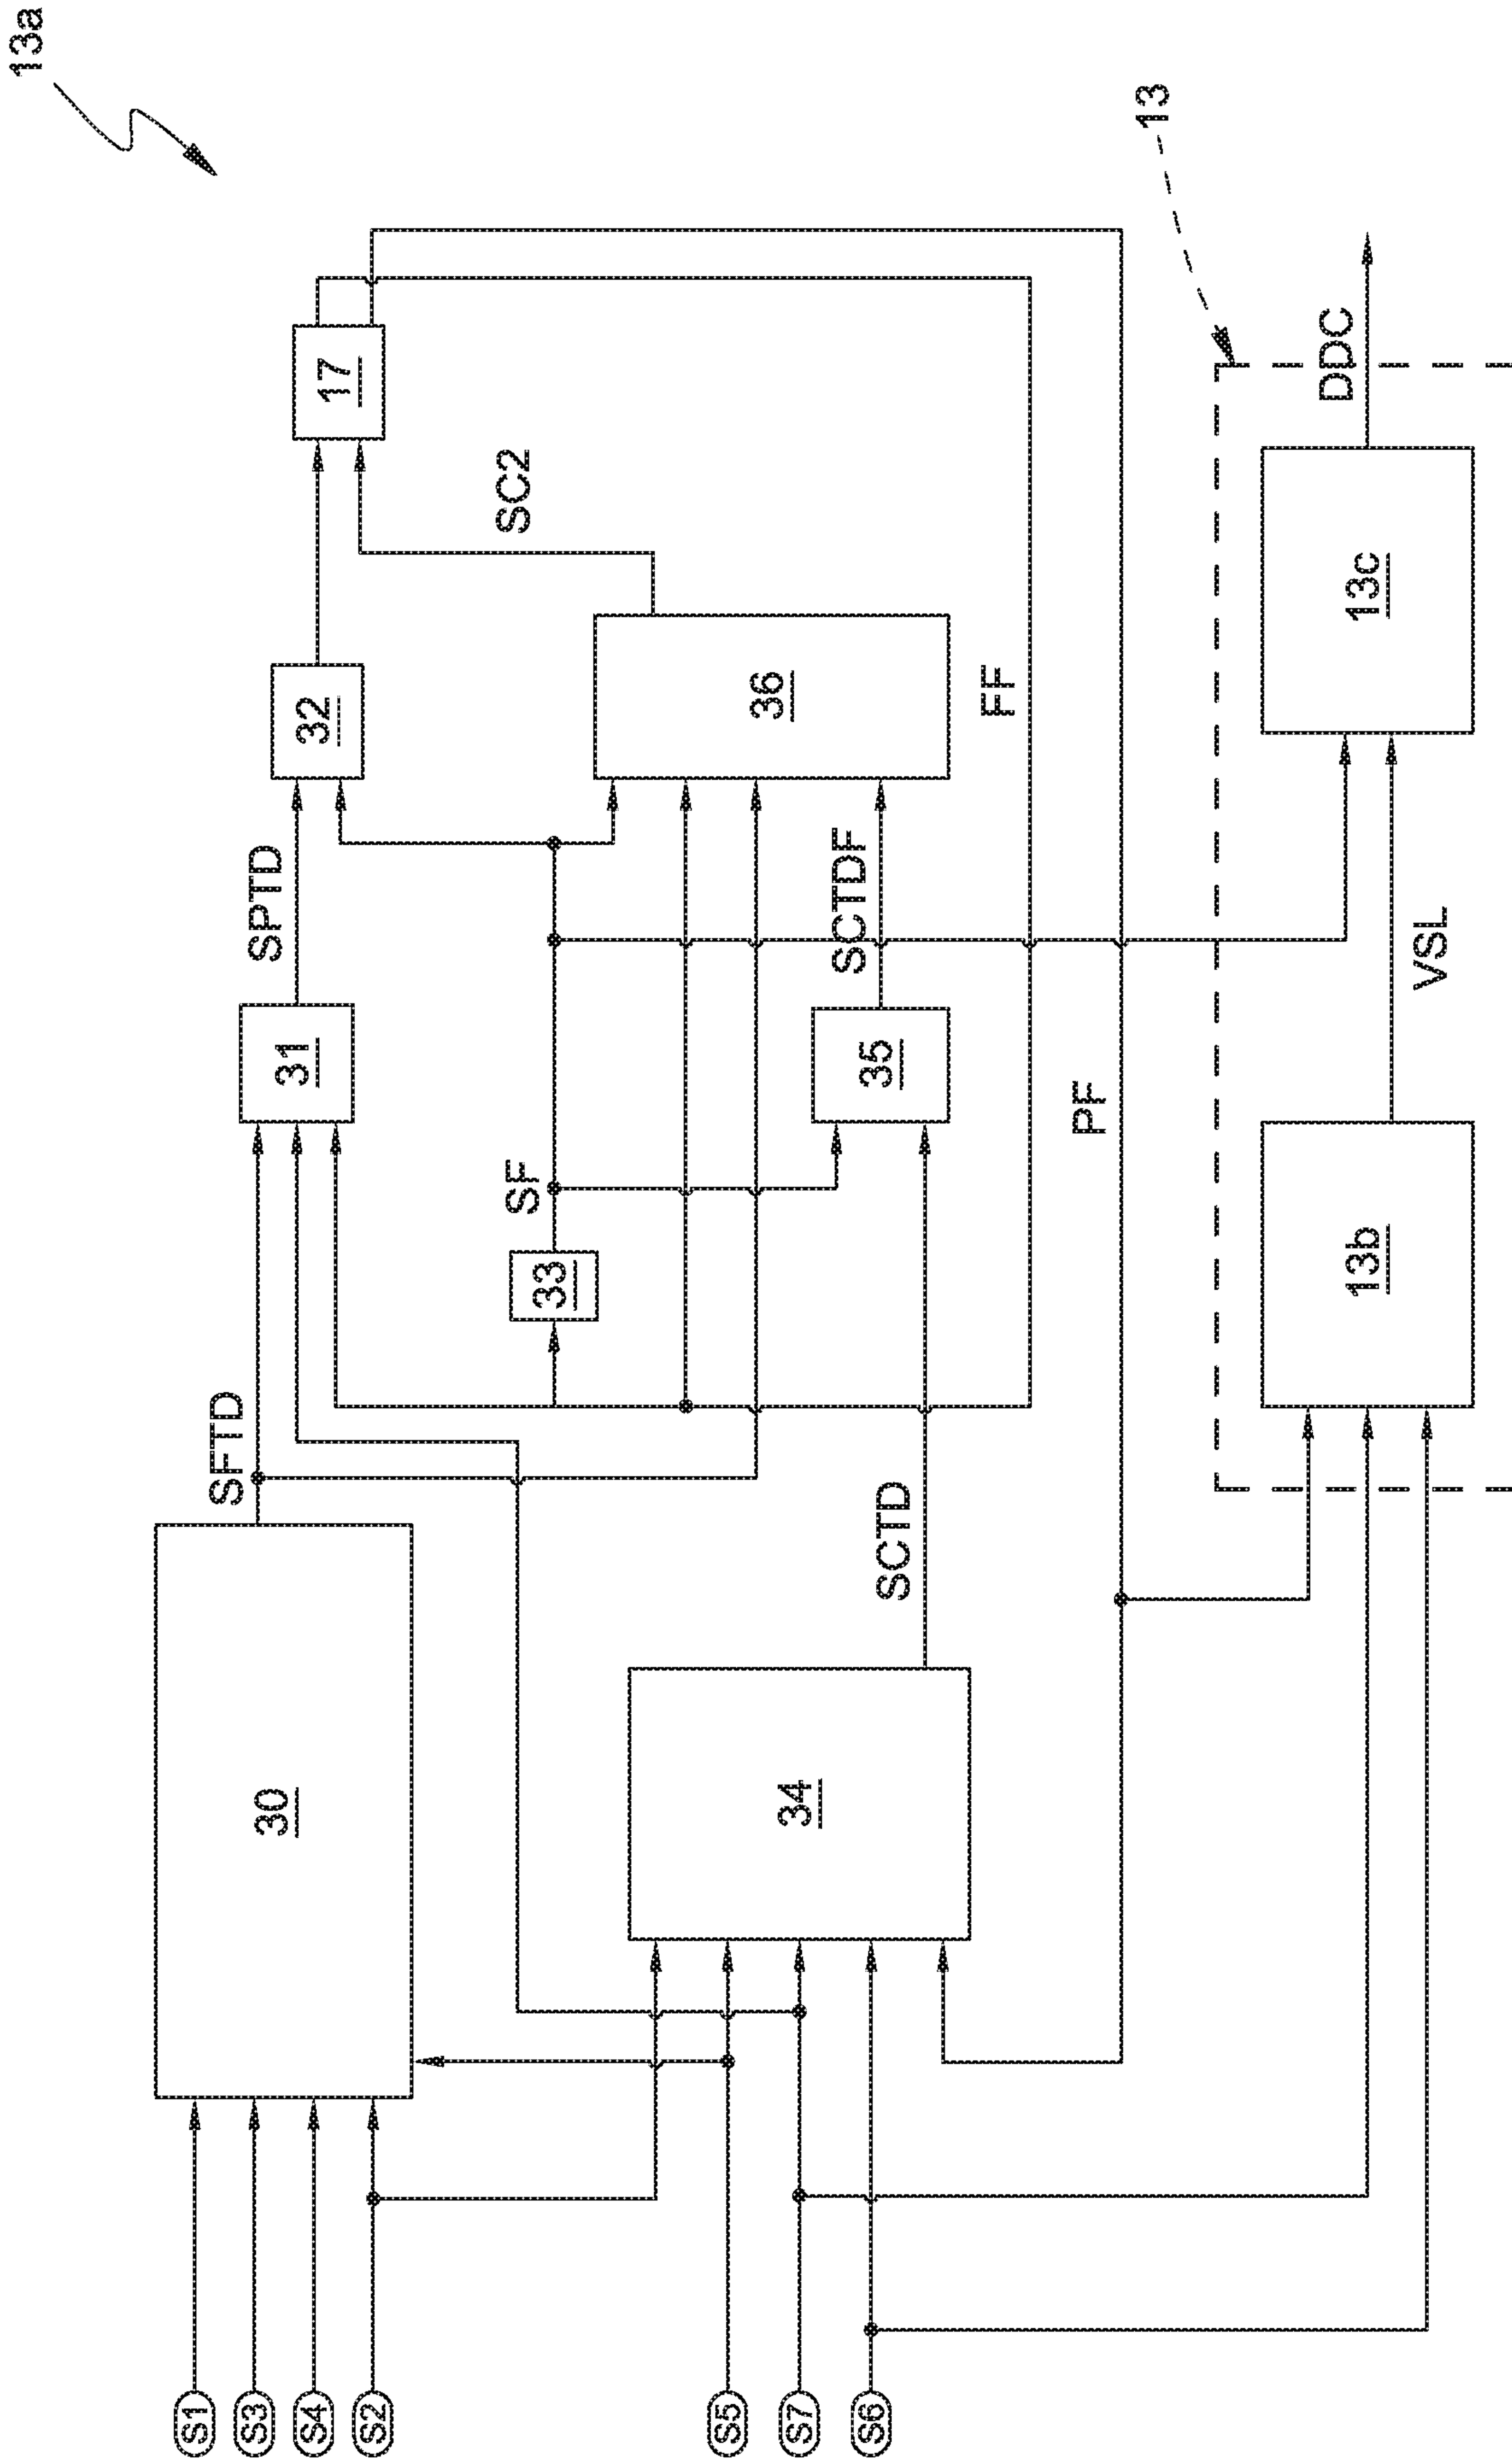 13a
S1
S3
S4
S2
30
SFTD
31
SPTD
32
17
33
SF
SC2
S5
S7
S6
34
SCTD
35
SCTDF
36
FF
PF
13
13b
VSL
13c
DDC